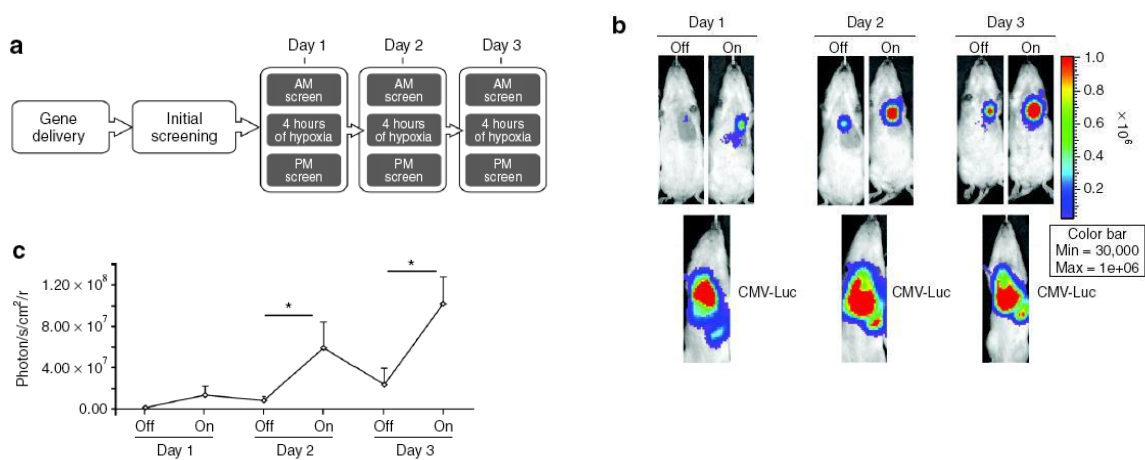 a
Day 1
Day 2
Day 3
Gene
delivery
Initial
screening
AM
screen
4 hours
of hypoxia
PM
screen
AM
screen
4 hours
of hypoxia
PM
screen
AM
screen
4 hours
of hypoxia
PM
screen
b
Day 1
Day 2
Day 3
Off
On
Off
On
Off
On
1.0
0.8
0.6
0.4
0.2
×10⁶
Color bar
Min = 30,000
Max = 1e+06
CMV-Luc
CMV-Luc
CMV-Luc
c
Photon/s/cm²/r
1.20 × 10⁸
8.00 × 10⁷
4.00 × 10⁷
0.00
*
*
Off
On
Off
On
Off
On
Day 1
Day 2
Day 3